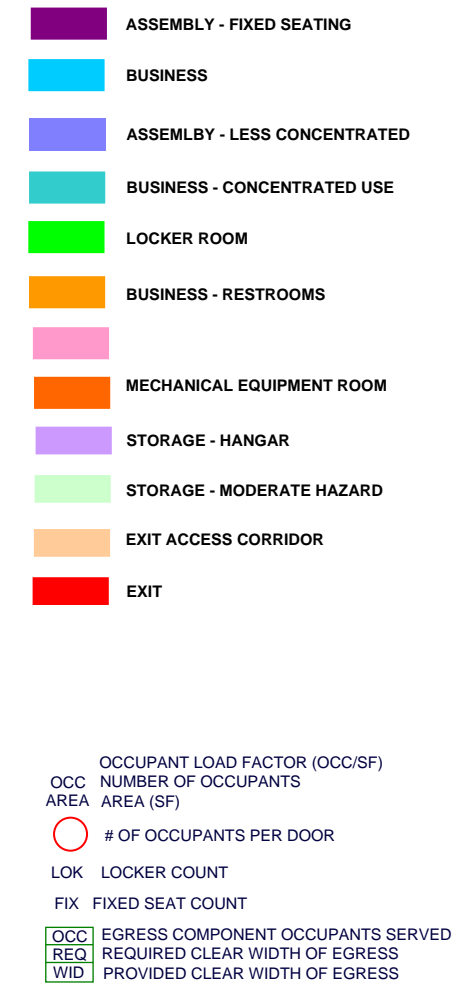 ASSEMBLY - FIXED SEATING
BUSINESS
ASSEMLBY - LESS CONCENTRATED
BUSINESS - CONCENTRATED USE
LOCKER ROOM
BUSINESS - RESTROOMS
MECHANICAL EQUIPMENT ROOM
STORAGE - HANGAR
STORAGE - MODERATE HAZARD
EXIT ACCESS CORRIDOR
EXIT
OCCUPANT LOAD FACTOR (OCC/SF)
OCC NUMBER OF OCCUPANTS
AREA AREA (SF)
# OF OCCUPANTS PER DOOR
LOK LOCKER COUNT
FIX FIXED SEAT COUNT
OCC EGRESS COMPONENT OCCUPANTS SERVED
REQ REQUIRED CLEAR WIDTH OF EGRESS
WID PROVIDED CLEAR WIDTH OF EGRESS